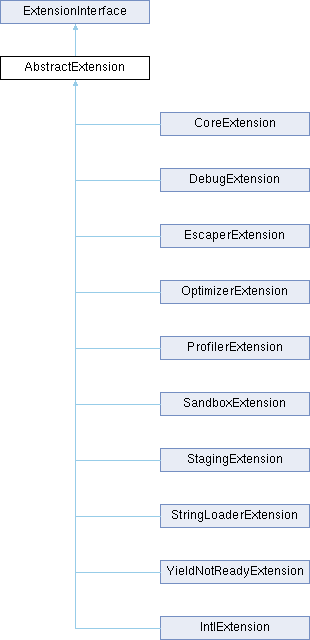 ExtensionInterface
AbstractExtension
CoreExtension
DebugExtension
EscaperExtension
OptimizerExtension
ProfilerExtension
SandboxExtension
StagingExtension
StringLoaderExtension
YieldNotReadyExtension
IntlExtension